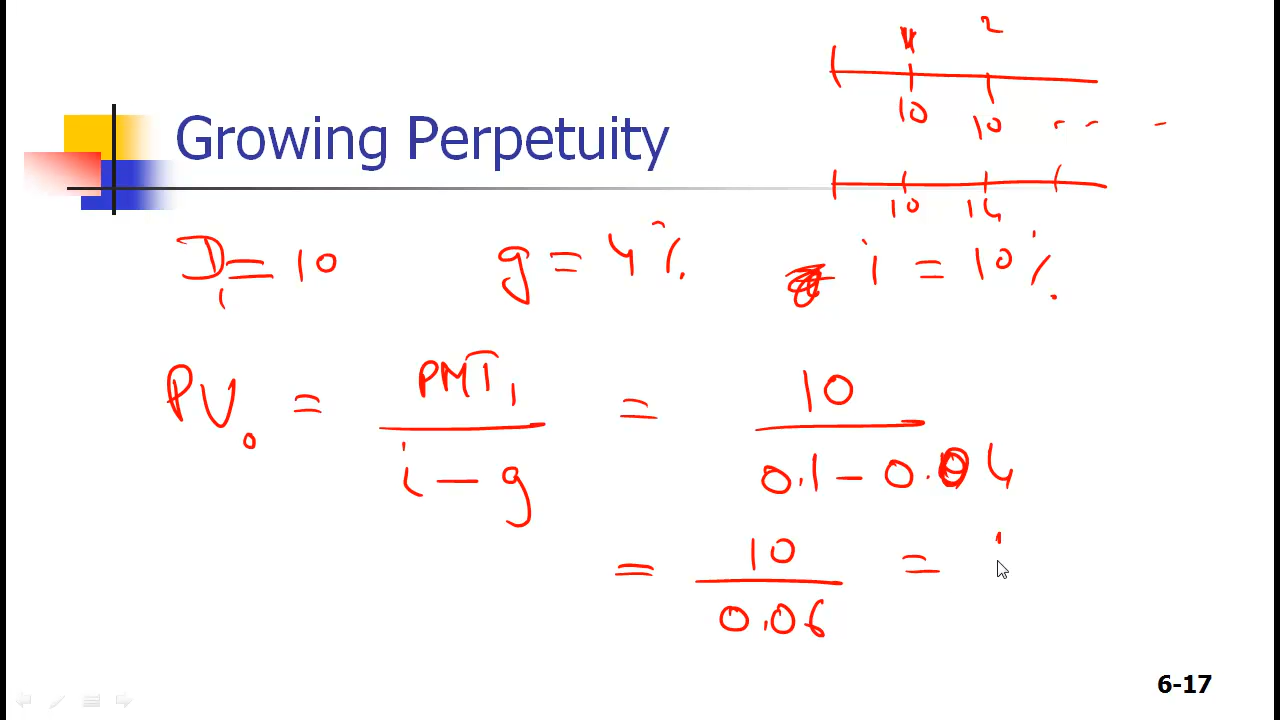 2
10 10 -- -
Growing Perpetuity
10 14
D₁ = 10 g = 4% i = 10%
PV₀ = PMT₁ / i - g = 10 / 0.1 - 0.04
= 10 / 0.06 =
6-17